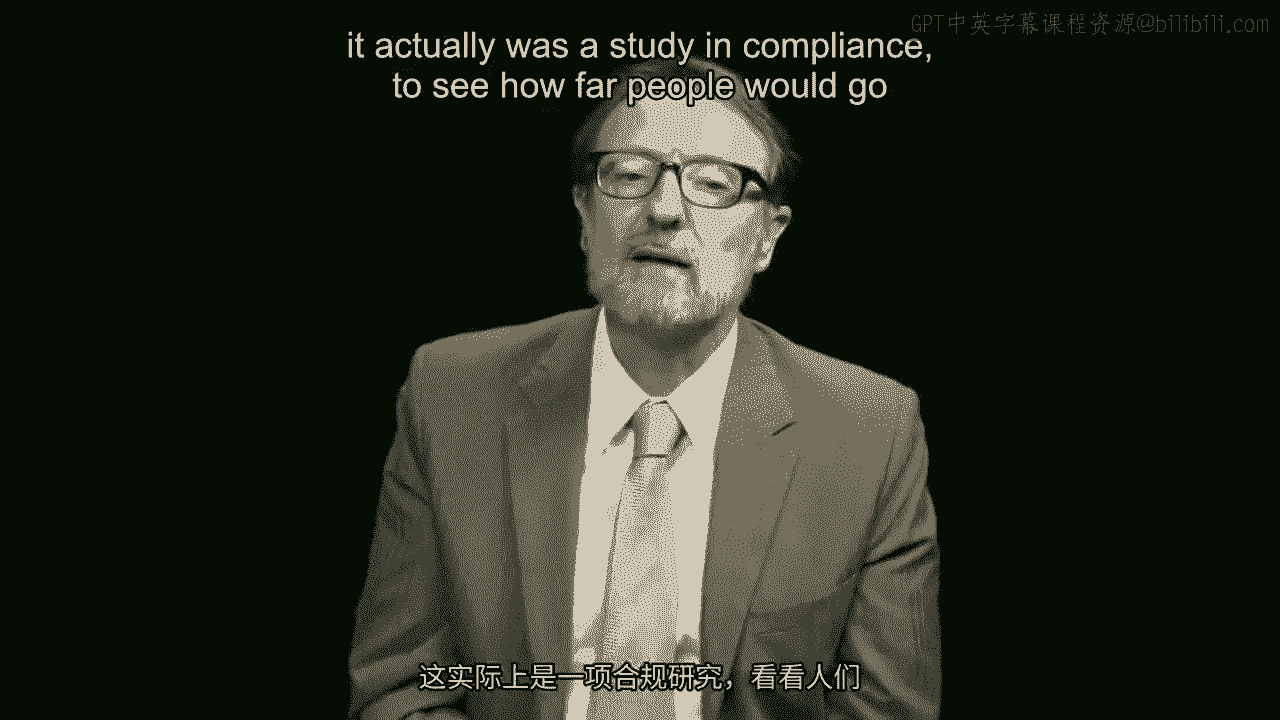 GPT中英字幕课程资源@bilibili.com
it actually was a study in compliance,
to see how far people would go
这实际上是一项合规研究，看看人们